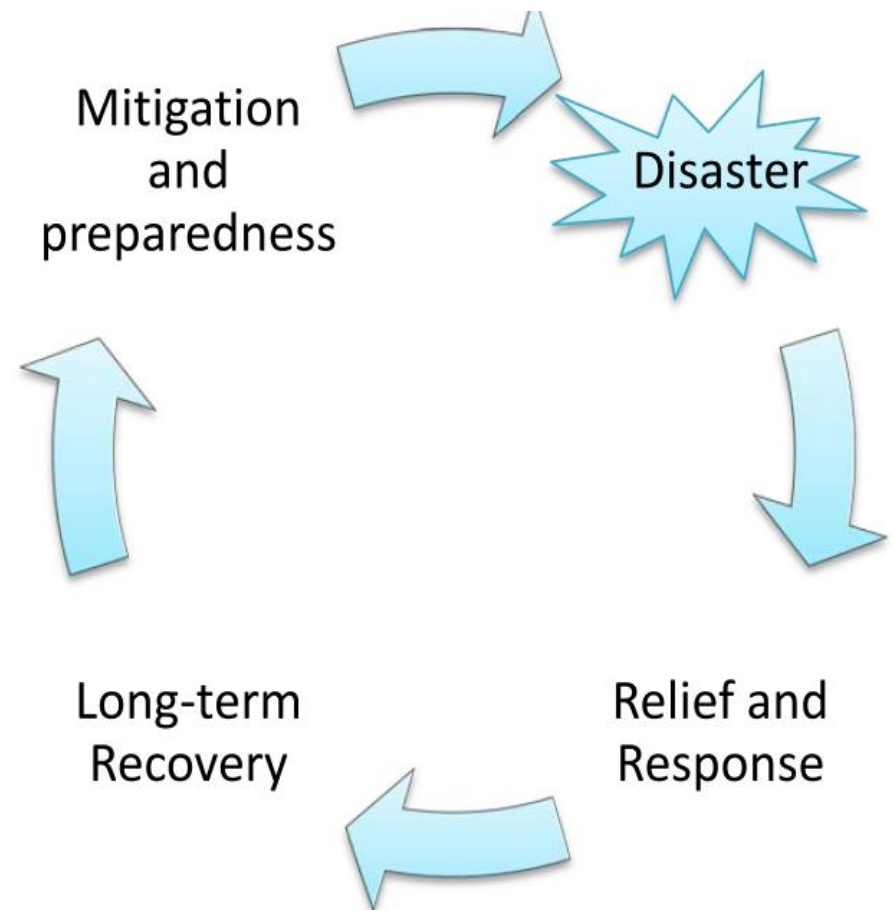 Mitigation
and
preparedness
Disaster
Relief and
Response
Long-term
Recovery